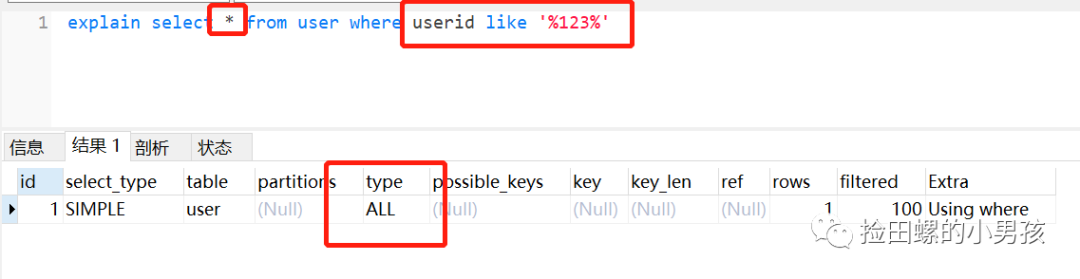 1 explain select * from user where userid like '%123%'
信息 结果 1 剖析 状态
id select_type table partitions type possible_keys key key_len ref rows filtered Extra
1 SIMPLE user (Null) ALL (Null) (Null) (Null) (Null) 1 100 Using where
捡田螺的小男孩